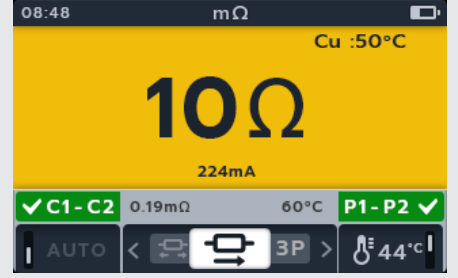 08:48 mΩ
Cu :50°C
10Ω
224mA
C1-C2 0.19mΩ 60°C P1-P2
AUTO < 3P > 44°C